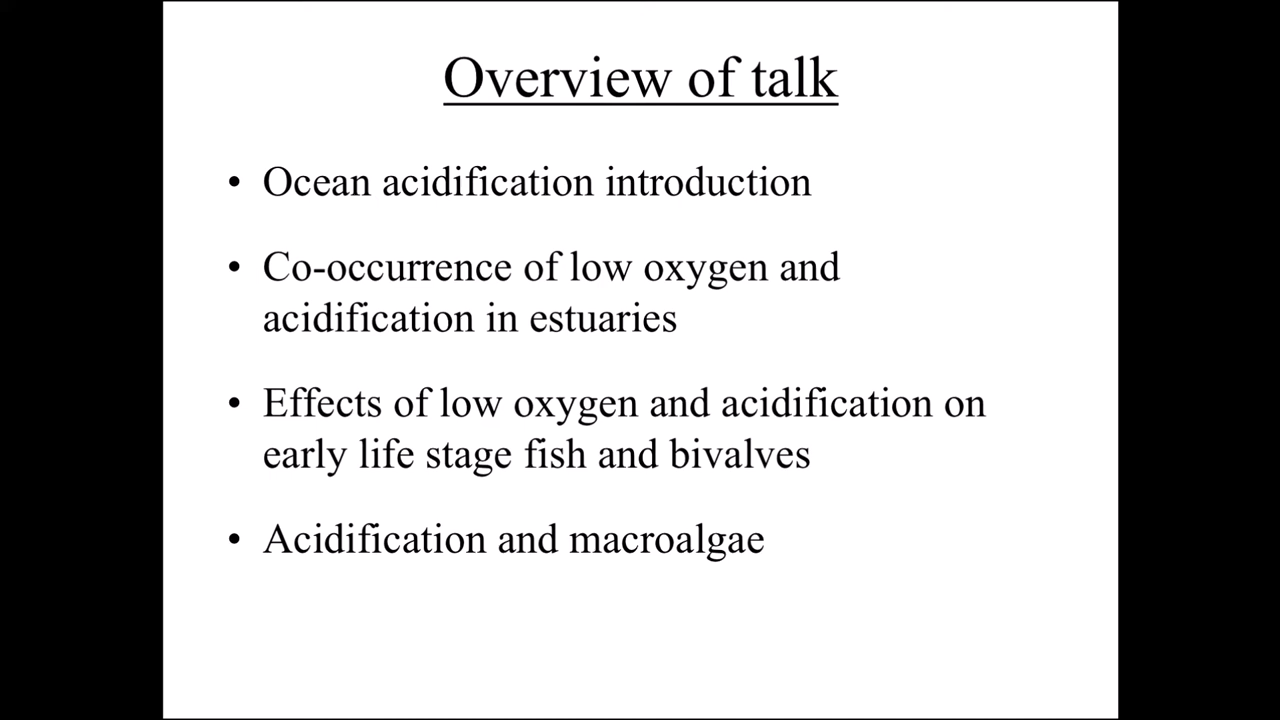 Overview of talk
• Ocean acidification introduction
• Co-occurrence of low oxygen and
acidification in estuaries
• Effects of low oxygen and acidification on
early life stage fish and bivalves
• Acidification and macroalgae